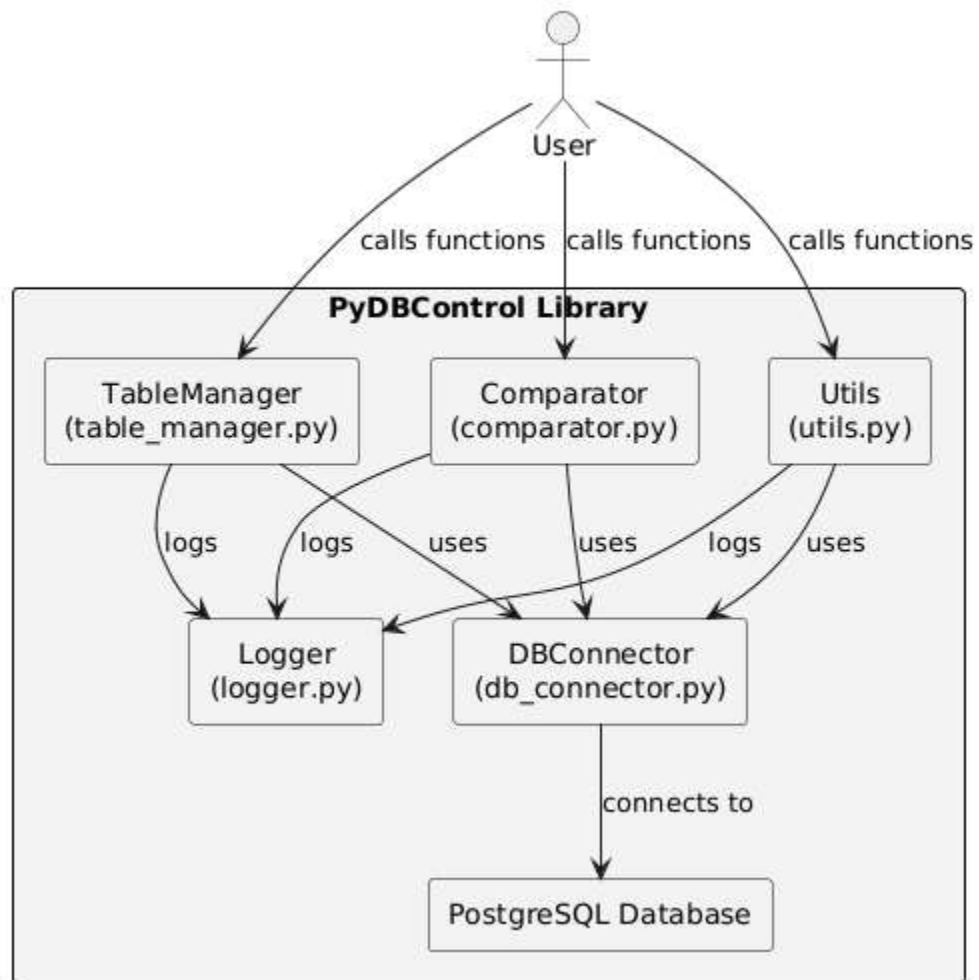 User
calls functions
calls functions
calls functions
PyDBControl Library
TableManager
(table_manager.py)
Comparator
(comparator.py)
Utils
(utils.py)
logs
logs
uses
uses
logs
uses
Logger
(logger.py)
DBConnector
(db_connector.py)
connects to
PostgreSQL Database